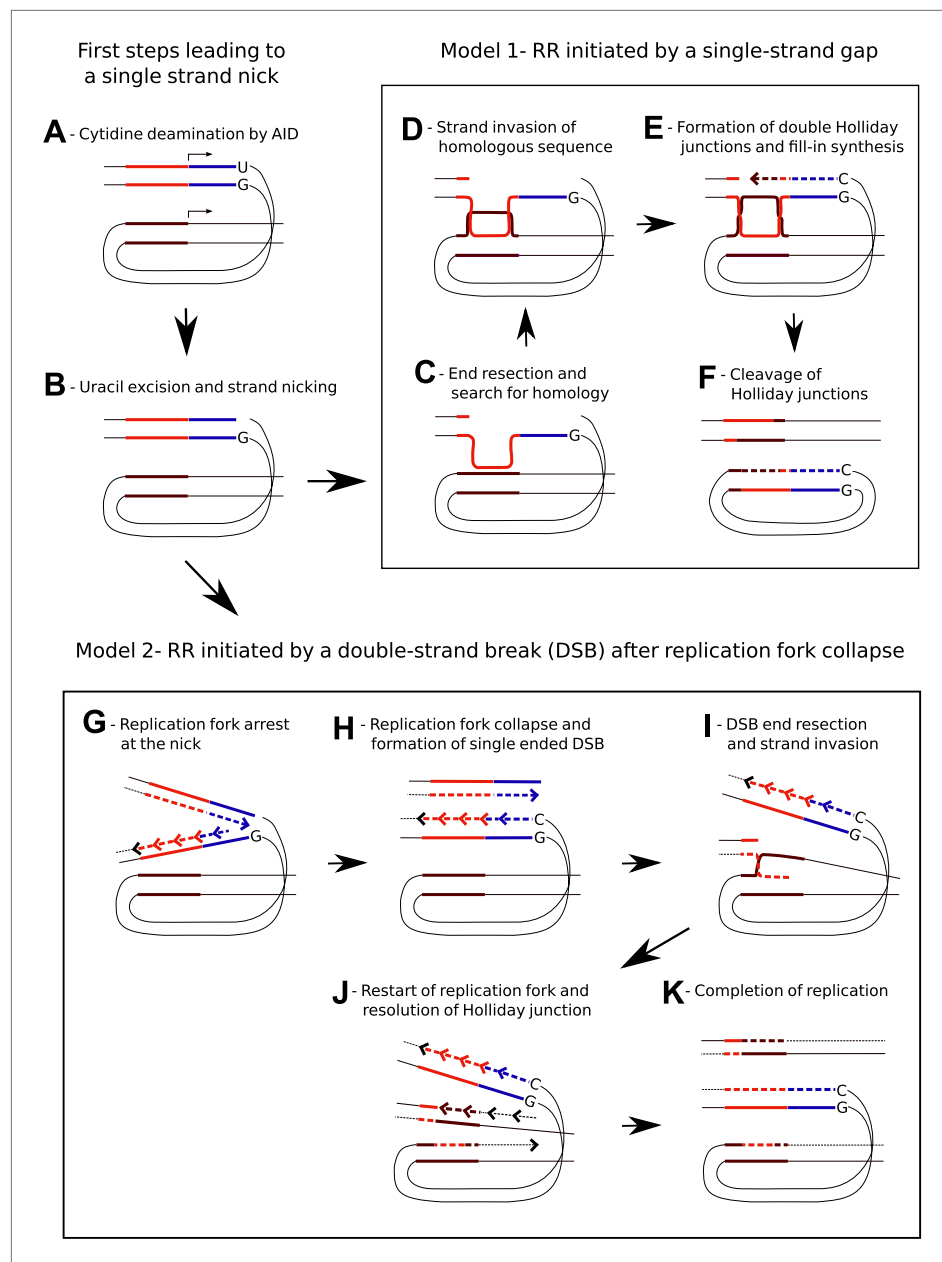 First steps leading to
a single strand nick
A - Cytidine deamination by AID
U
G
B - Uracil excision and strand nicking
G
Model 1- RR initiated by a single-strand gap
D - Strand invasion of
homologous sequence
G
E - Formation of double Holliday
junctions and fill-in synthesis
C
G
C - End resection and
search for homology
G
F - Cleavage of
Holliday junctions
C
G
Model 2- RR initiated by a double-strand break (DSB) after replication fork collapse
G - Replication fork arrest
at the nick
G
H - Replication fork collapse and
formation of single ended DSB
C
G
I - DSB end resection
and strand invasion
C
G
J - Restart of replication fork and
resolution of Holliday junction
C
G
K - Completion of replication
C
G